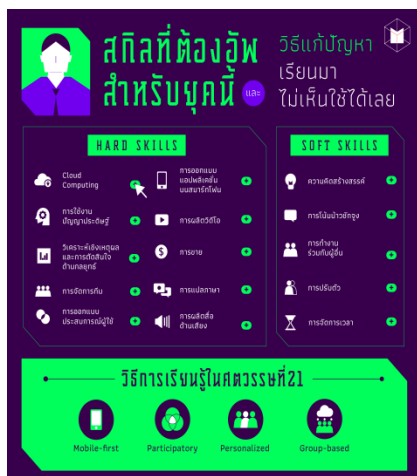 สกิลที่ต้องอัพ
สำหรับยุคนี้ และ
วิธีแก้ปัญหา
เรียนมา
ไม่เห็นใช้ได้เลย
HARD SKILLS
Cloud
Computing
การใช้งาน
ปัญญาประดิษฐ์
วิเคราะห์เชิงเหตุผล
และการตัดสินใจ
ด้านกลยุทธ์
การจัดการทีม
การออกแบบ
ประสบการณ์ผู้ใช้
การออกแบบ
แอปพลิเคชั่น
บนสมาร์ทโฟน
การผลิตวิดีโอ
การขาย
การแปลภาษา
การผลิตสื่อ
ด้านเสียง
SOFT SKILLS
ความคิดสร้างสรรค์
การโน้มน้าวชักจูง
การทำงาน
ร่วมกับผู้อื่น
การปรับตัว
การจัดการเวลา
วิธีการเรียนรู้ในศตวรรษที่21
Mobile-first
Participatory
Personalized
Group-based